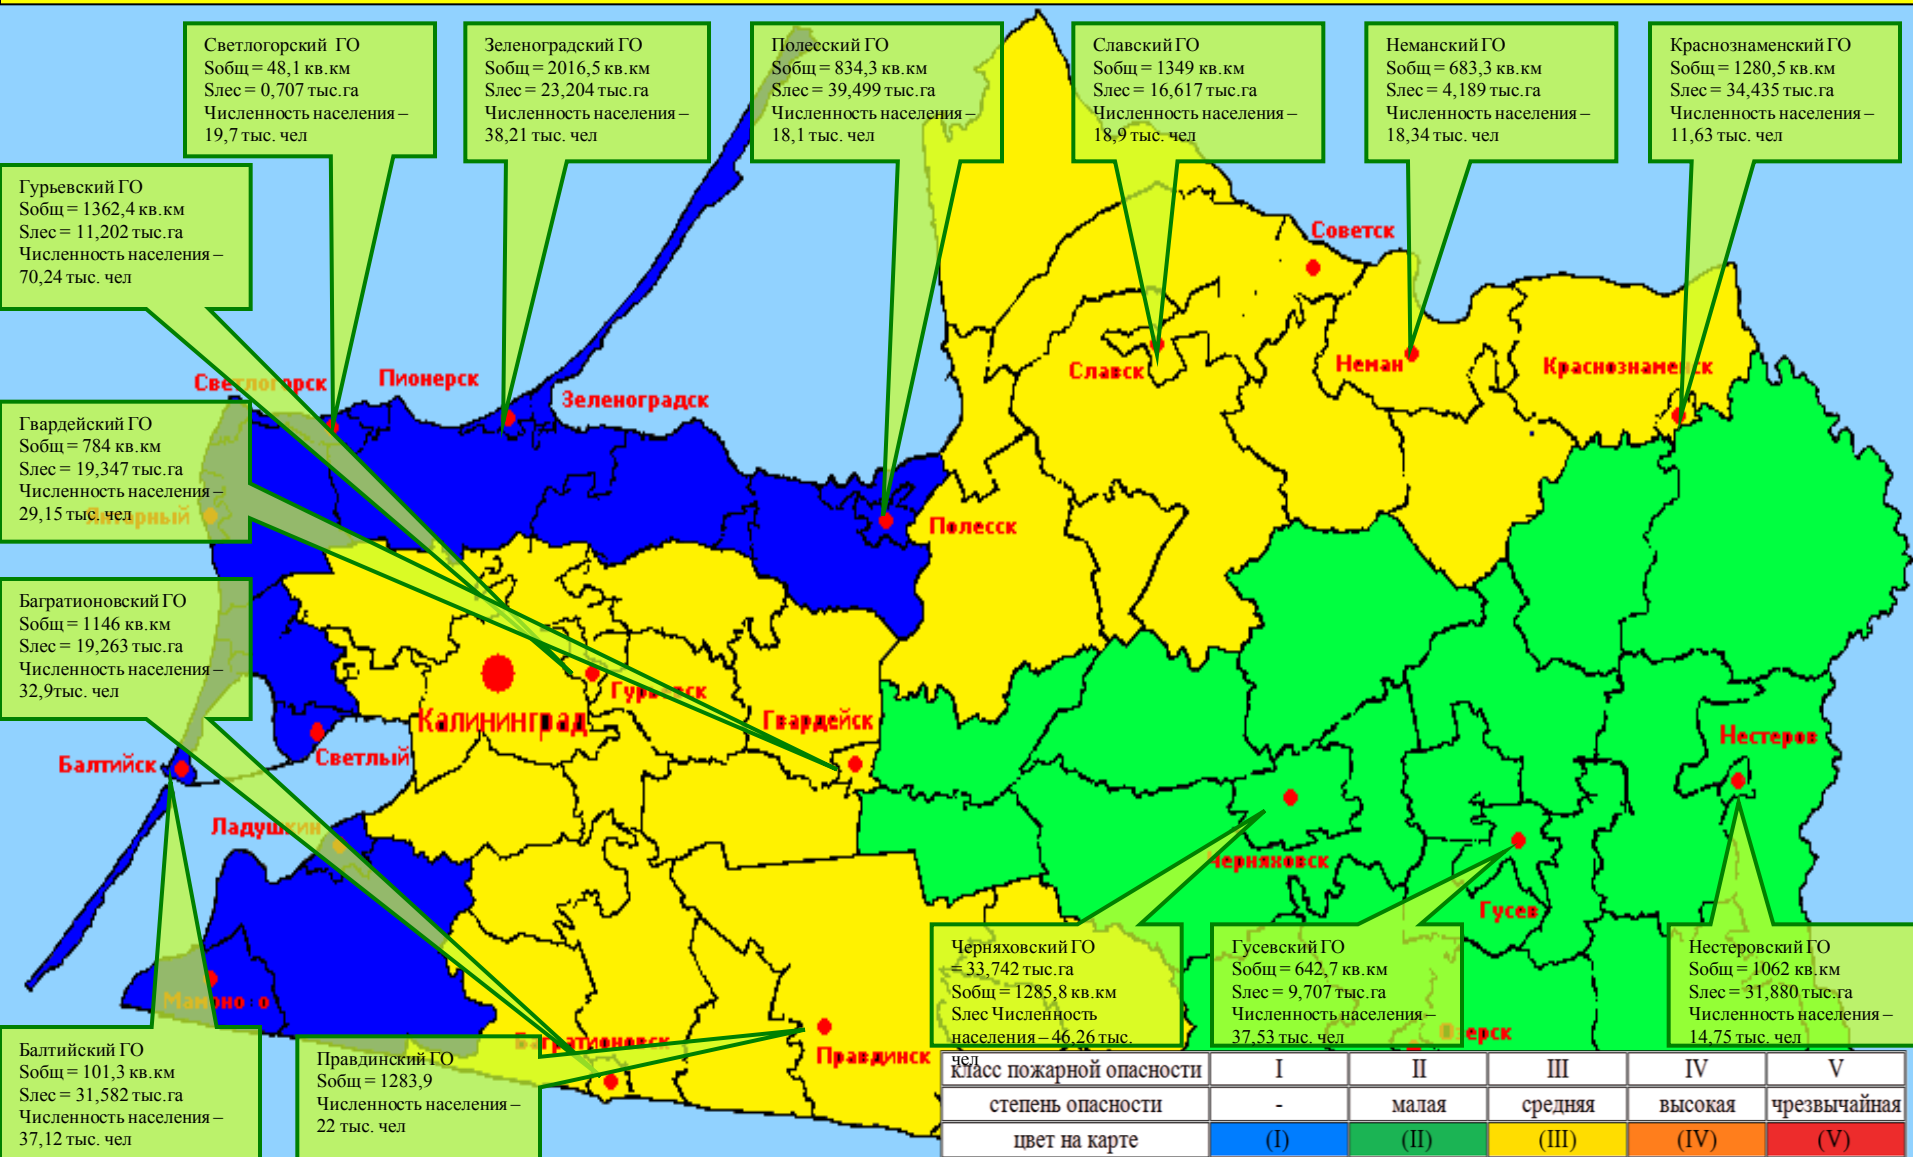 Светлогорский ГО
Sобщ = 48,1 кв.км
Sлес = 0,707 тыс.га
Численность населения –
19,7 тыс. чел
Зеленоградский ГО
Sобщ = 2016,5 кв.км
Sлес = 23,204 тыс.га
Численность населения –
38,21 тыс. чел
Полесский ГО
Sобщ = 834,3 кв.км
Sлес = 39,499 тыс.га
Численность населения –
18,1 тыс. чел
Славский ГО
Sобщ = 1349 кв.км
Sлес = 16,617 тыс.га
Численность населения –
18,9 тыс. чел
Неманский ГО
Sобщ = 683,3 кв.км
Sлес = 4,189 тыс.га
Численность населения –
18,34 тыс. чел
Краснознаменский ГО
Sобщ = 1280,5 кв.км
Sлес = 34,435 тыс.га
Численность населения –
11,63 тыс. чел
Гурьевский ГО
Sобщ = 1362,4 кв.км
Sлес = 11,202 тыс.га
Численность населения –
70,24 тыс. чел
Советск
Светлогорск
Пионерск
Зеленоградск
Славск
Неман
Краснознаменск
Гвардейский ГО
Sобщ = 784 кв.км
Sлес = 19,347 тыс.га
Численность населения –
29,15 тыс. чел
Янтарный
Полесск
Багратионовский ГО
Sобщ = 1146 кв.км
Sлес = 19,263 тыс.га
Численность населения –
32,9тыс. чел
Гурьевск
Калининград
Гвардейск
Нестеров
Балтийск
Светлый
Ладушкин
Черняховск
Гусев
Мамоново
Багратионовск
Правдинск
Озерск
Черняховский ГО
= 33,742 тыс.га
Sобщ = 1285,8 кв.км
Sлес Численность
населения – 46,26 тыс.
чел
Гусевский ГО
Sобщ = 642,7 кв.км
Sлес = 9,707 тыс.га
Численность населения –
37,53 тыс. чел
Нестеровский ГО
Sобщ = 1062 кв.км
Sлес = 31,880 тыс.га
Численность населения –
14,75 тыс. чел
Балтийский ГО
Sобщ = 101,3 кв.км
Sлес = 31,582 тыс.га
Численность населения –
37,12 тыс. чел
Правдинский ГО
Sобщ = 1283,9
Численность населения –
22 тыс. чел
класс пожарной опасности I II III IV V
степень опасности - малая средняя высокая чрезвычайная
цвет на карте (I) (II) (III) (IV) (V)